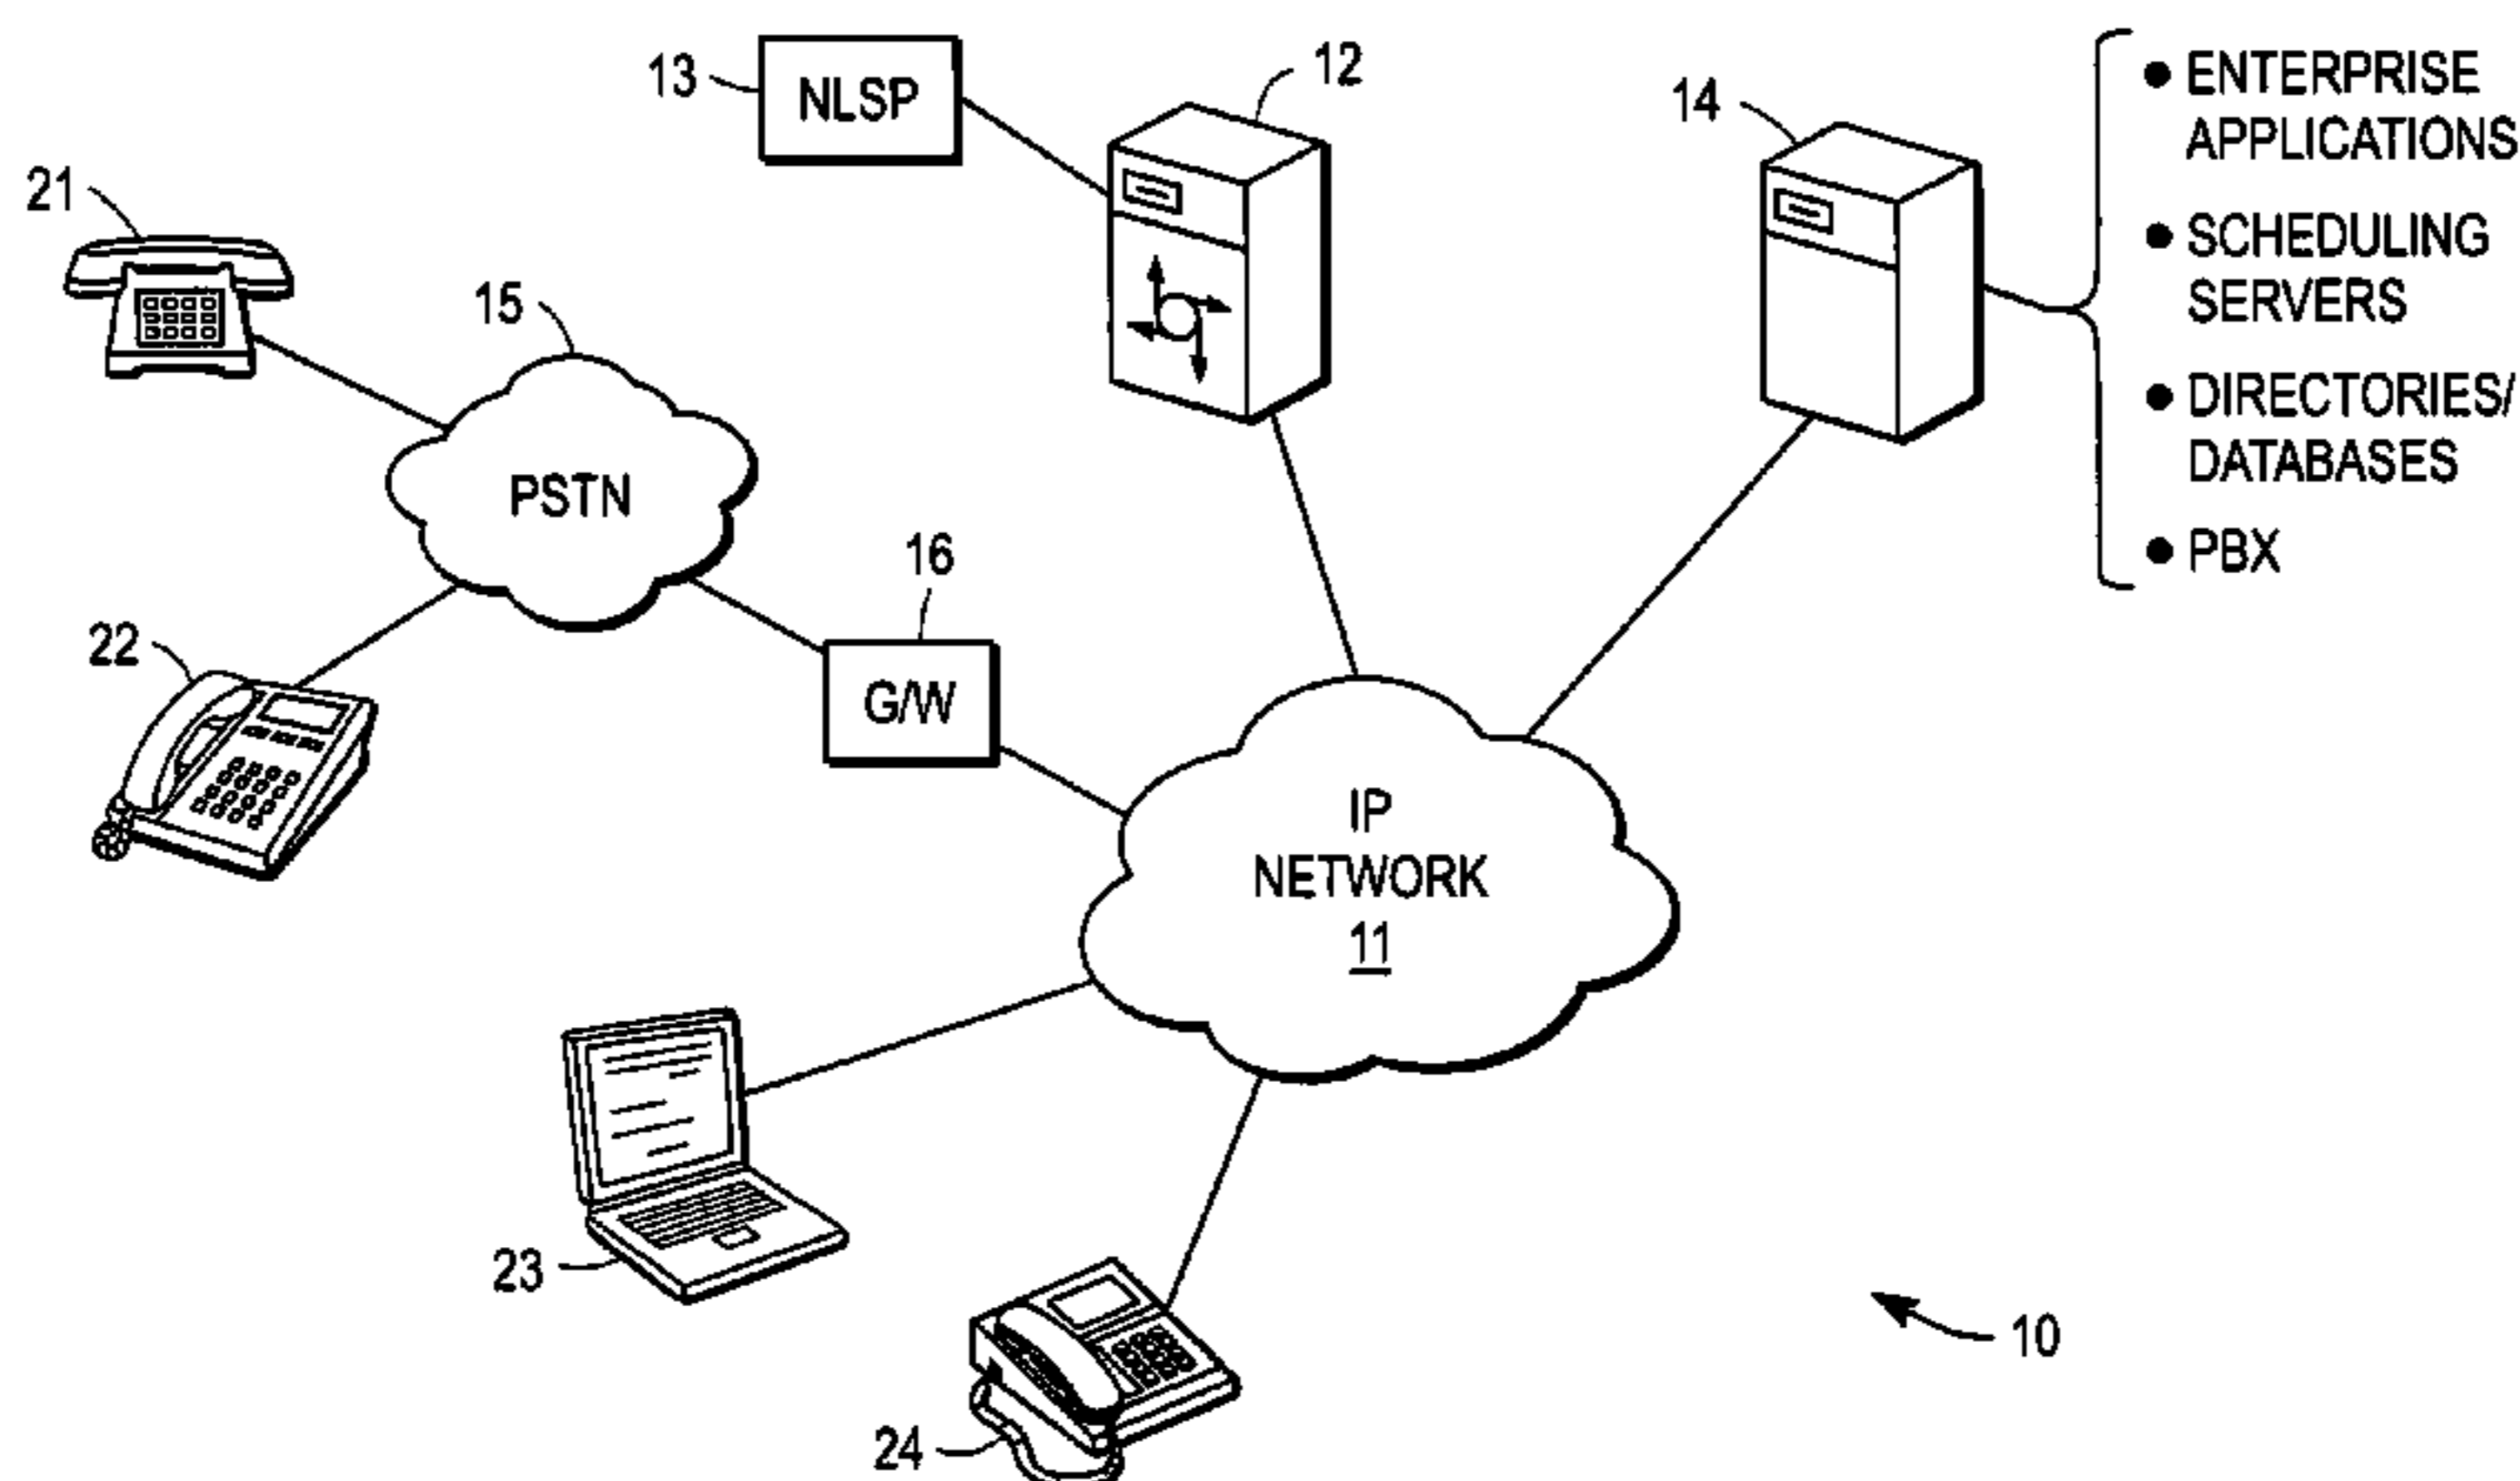 13
NLSP
12
14
● ENTERPRISE
APPLICATIONS
● SCHEDULING
SERVERS
● DIRECTORIES/
DATABASES
● PBX
21
15
PSTN
16
G/W
22
IP
NETWORK
11
23
24
10